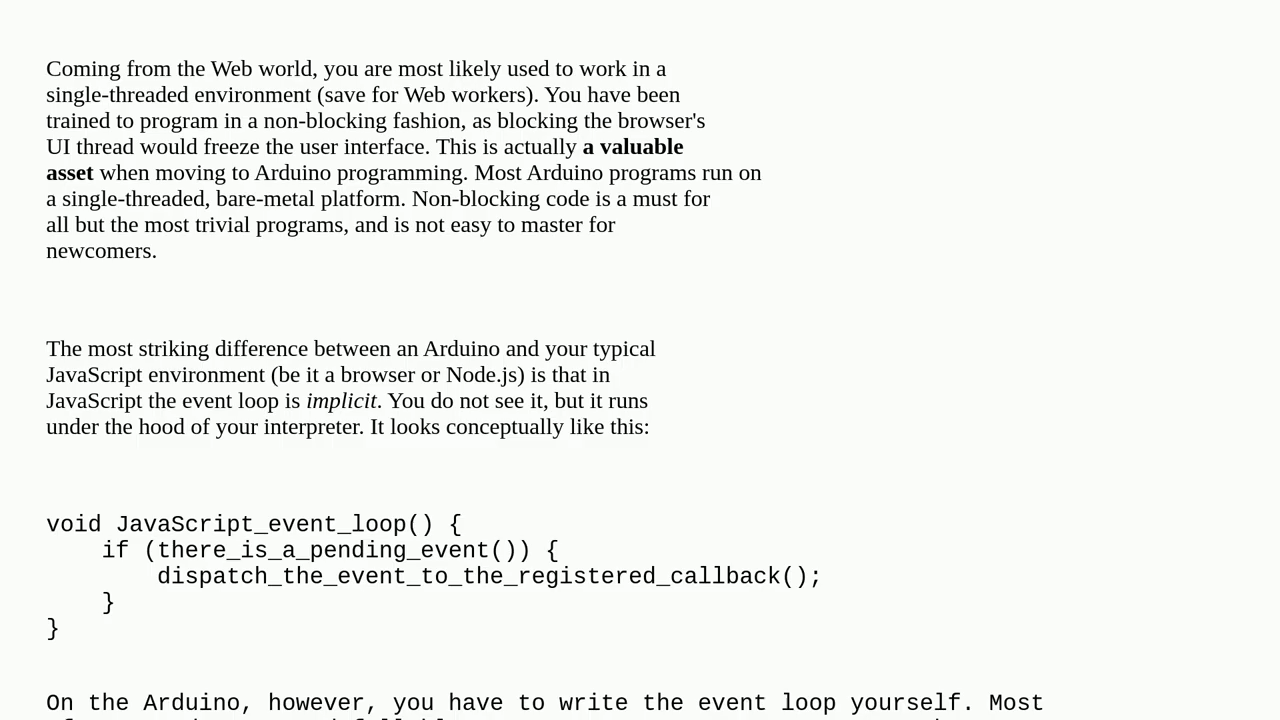 Coming from the Web world, you are most likely used to work in a
single-threaded environment (save for Web workers). You have been
trained to program in a non-blocking fashion, as blocking the browser's
UI thread would freeze the user interface. This is actually a valuable
asset when moving to Arduino programming. Most Arduino programs run on
a single-threaded, bare-metal platform. Non-blocking code is a must for
all but the most trivial programs, and is not easy to master for
newcomers.
The most striking difference between an Arduino and your typical
JavaScript environment (be it a browser or Node.js) is that in
JavaScript the event loop is implicit. You do not see it, but it runs
under the hood of your interpreter. It looks conceptually like this:
void JavaScript_event_loop() {
    if (there_is_a_pending_event()) {
        dispatch_the_event_to_the_registered_callback();
    }
}
On the Arduino, however, you have to write the event loop yourself. Most